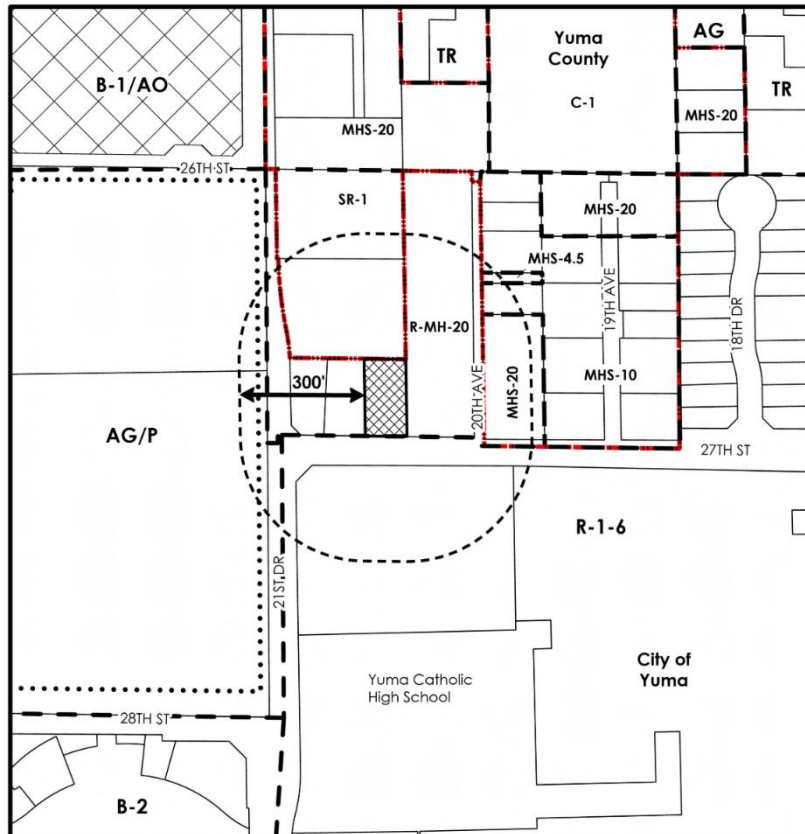 Yuma
County
AG
TR
TR
B-1/AO
C-1
MHS-20
MHS-20
26TH ST
SR-1
MHS-20
MHS-4.5
19TH AVE
18TH DR
R-MH-20
300'
20TH AVE
MHS-20
MHS-10
AG/P
27TH ST
R-1-6
21ST DR
City of
Yuma
Yuma Catholic
High School
28TH ST
B-2